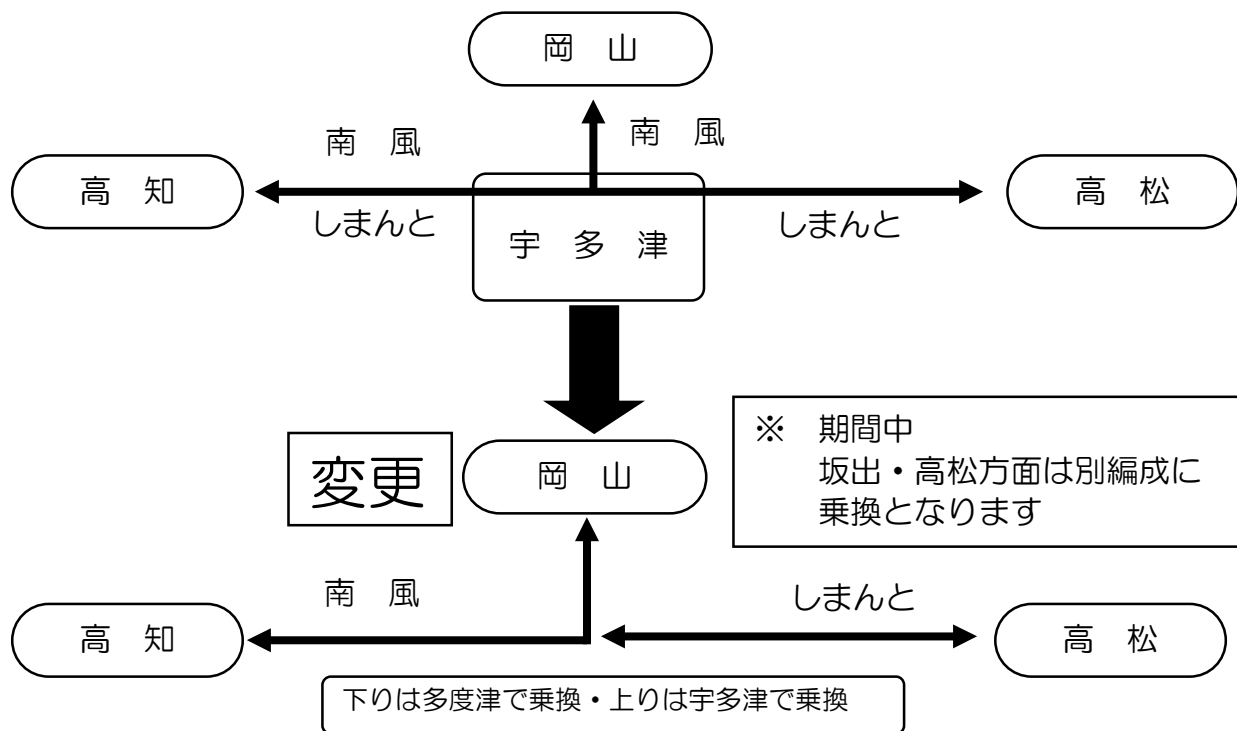 岡 山
南 風
南 風
高 知
高 松
しまんと
しまんと
宇 多 津
変更
岡 山
※ 期間中
坂出・高松方面は別編成に
乗換となります
南 風
しまんと
高 知
高 松
下りは多度津で乗換・上りは宇多津で乗換